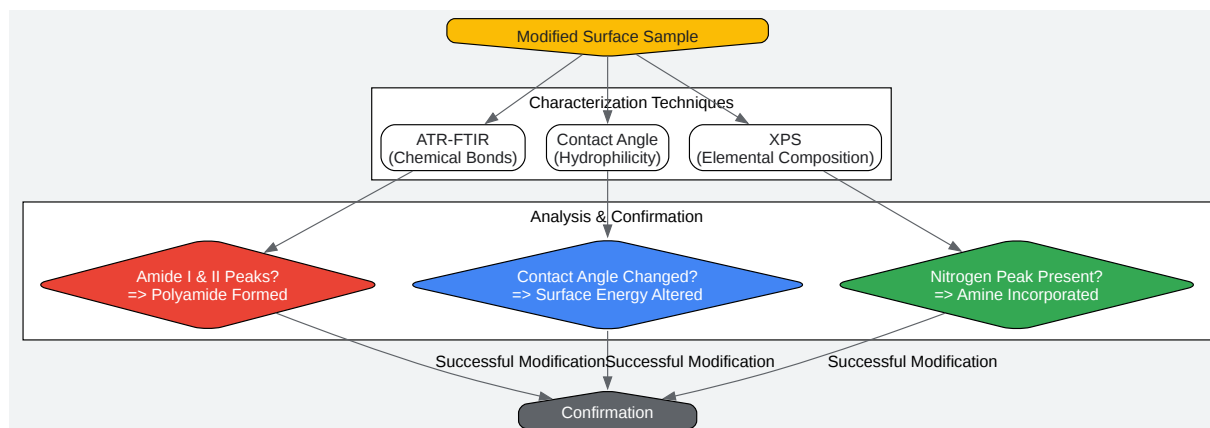 Modified Surface Sample
Characterization Techniques
ATR-FTIR
(Chemical Bonds)
Contact Angle
(Hydrophilicity)
XPS
(Elemental Composition)
Analysis & Confirmation
Amide I & II Peaks?
=> Polyamide Formed
Contact Angle Changed?
=> Surface Energy Altered
Nitrogen Peak Present?
=> Amine Incorporated
Successful Modification
Successful Modification
Successful Modification
Confirmation